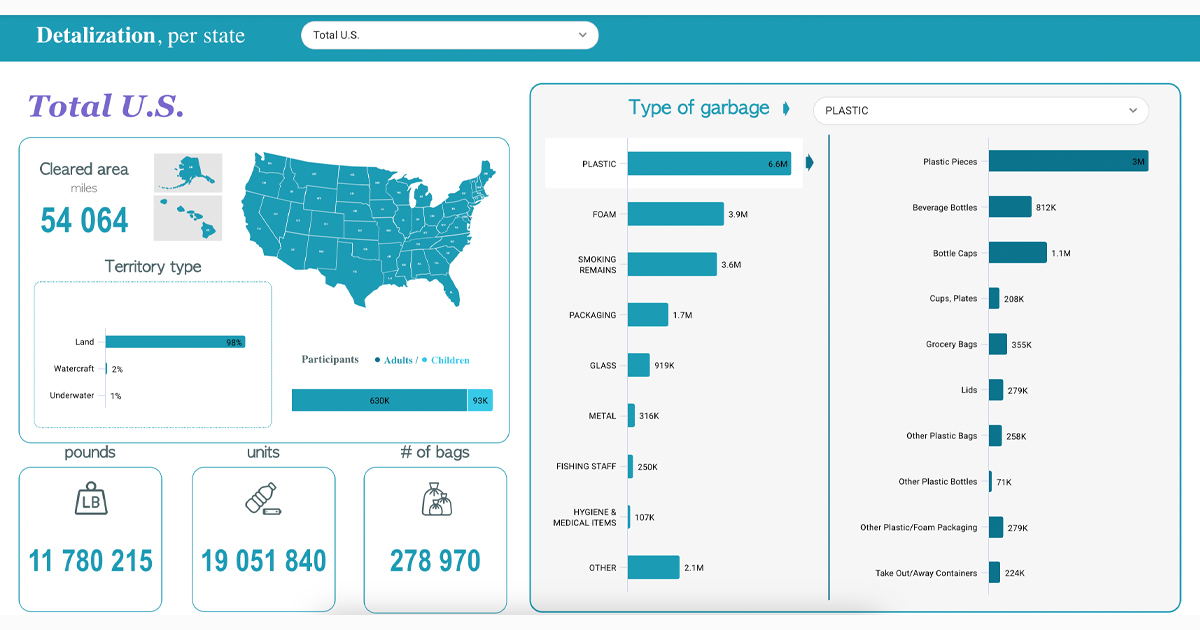 Detalization, per state
Total U.S.
Total U.S.
Cleared area
miles
54 064
Territory type
Land
98%
Watercraft
2%
Underwater
1%
Participants
Adults / Children
630K
93K
pounds
LB
11 780 215
units
19 051 840
# of bags
278 970
Type of garbage
PLASTIC
PLASTIC
6.6M
FOAM
3.9M
SMOKING
REMAINS
3.6M
PACKAGING
1.7M
GLASS
919K
METAL
316K
FISHING STAFF
250K
HYGIENE &
MEDICAL ITEMS
107K
OTHER
2.1M
Plastic Pieces
3M
Beverage Bottles
812K
Bottle Caps
1.1M
Cups, Plates
208K
Grocery Bags
355K
Lids
279K
Other Plastic Bags
258K
Other Plastic Bottles
71K
Other Plastic/Foam Packaging
279K
Take Out/Away Containers
224K